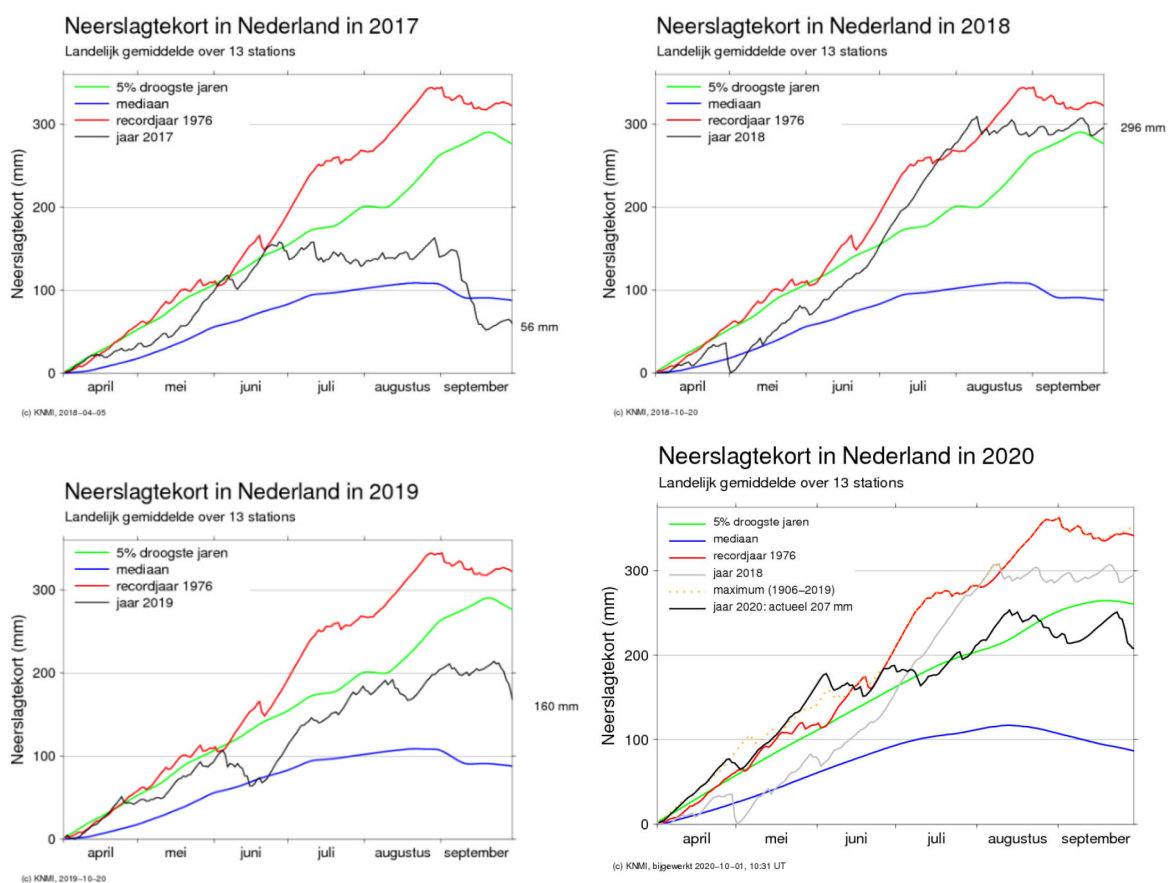 Neerslagtekort in Nederland in 2017
Landelijk gemiddelde over 13 stations
5% droogste jaren
mediaan
recordjaar 1976
jaar 2017
Neerslagtekort (mm)
300
200
100
0
april mei juni juli augustus september
56 mm
(c) KNMI, 2018-04-05
Neerslagtekort in Nederland in 2018
Landelijk gemiddelde over 13 stations
5% droogste jaren
mediaan
recordjaar 1976
jaar 2018
Neerslagtekort (mm)
300
200
100
0
april mei juni juli augustus september
296 mm
(c) KNMI, 2018-10-20
Neerslagtekort in Nederland in 2019
Landelijk gemiddelde over 13 stations
5% droogste jaren
mediaan
recordjaar 1976
jaar 2019
Neerslagtekort (mm)
300
200
100
0
april mei juni juli augustus september
160 mm
(c) KNMI, 2019-10-20
Neerslagtekort in Nederland in 2020
Landelijk gemiddelde over 13 stations
5% droogste jaren
mediaan
recordjaar 1976
jaar 2018
maximum (1906-2019)
jaar 2020: actueel 207 mm
Neerslagtekort (mm)
300
200
100
0
april mei juni juli augustus september
(c) KNMI, bijgewerkt 2020-10-01, 10:31 UT